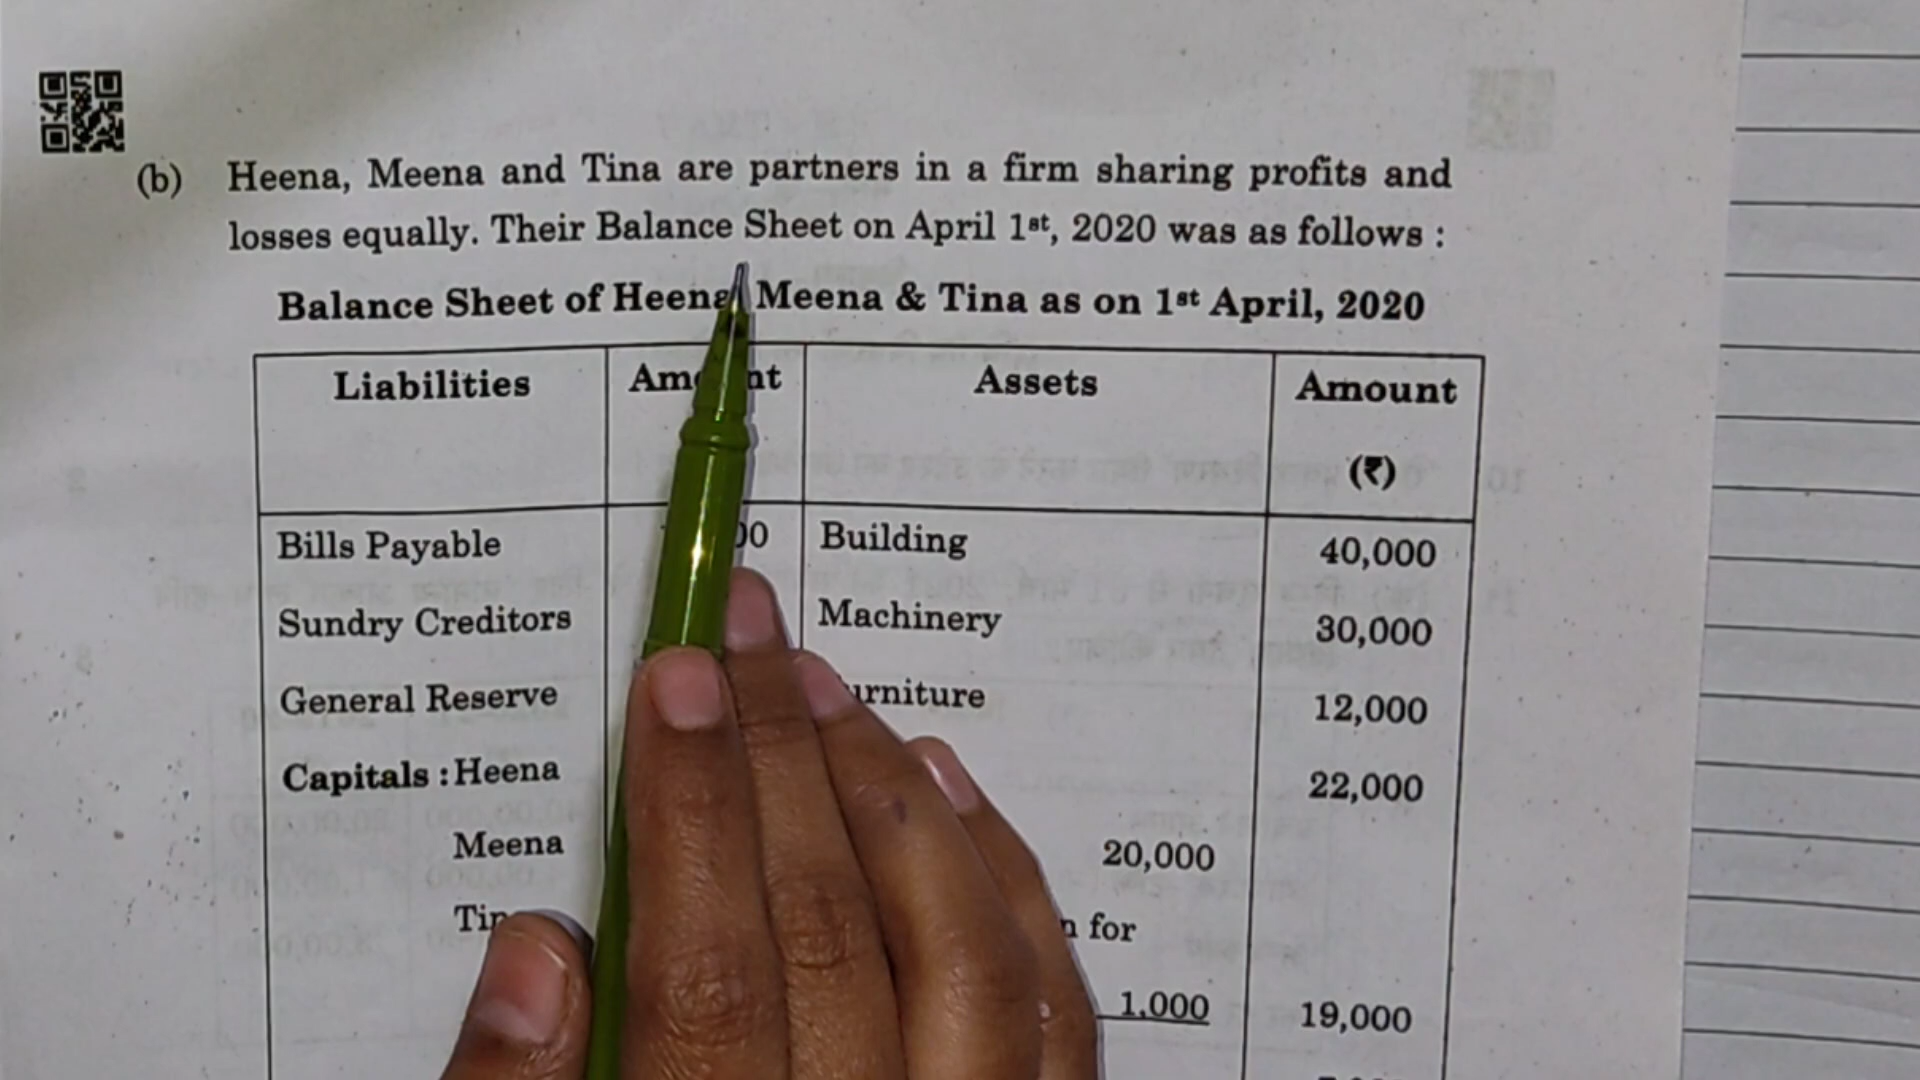 (b) Heena, Meena and Tina are partners in a firm sharing profits and
losses equally. Their Balance Sheet on April 1st, 2020 was as follows :
Balance Sheet of Heena Meena & Tina as on 1st April, 2020
Liabilities Assets Amount
(₹)
Bills Payable Building 40,000
Sundry Creditors Machinery 30,000
General Reserve 12,000
Capitals : Heena 22,000
Meena 20,000
for
1,000 19,000